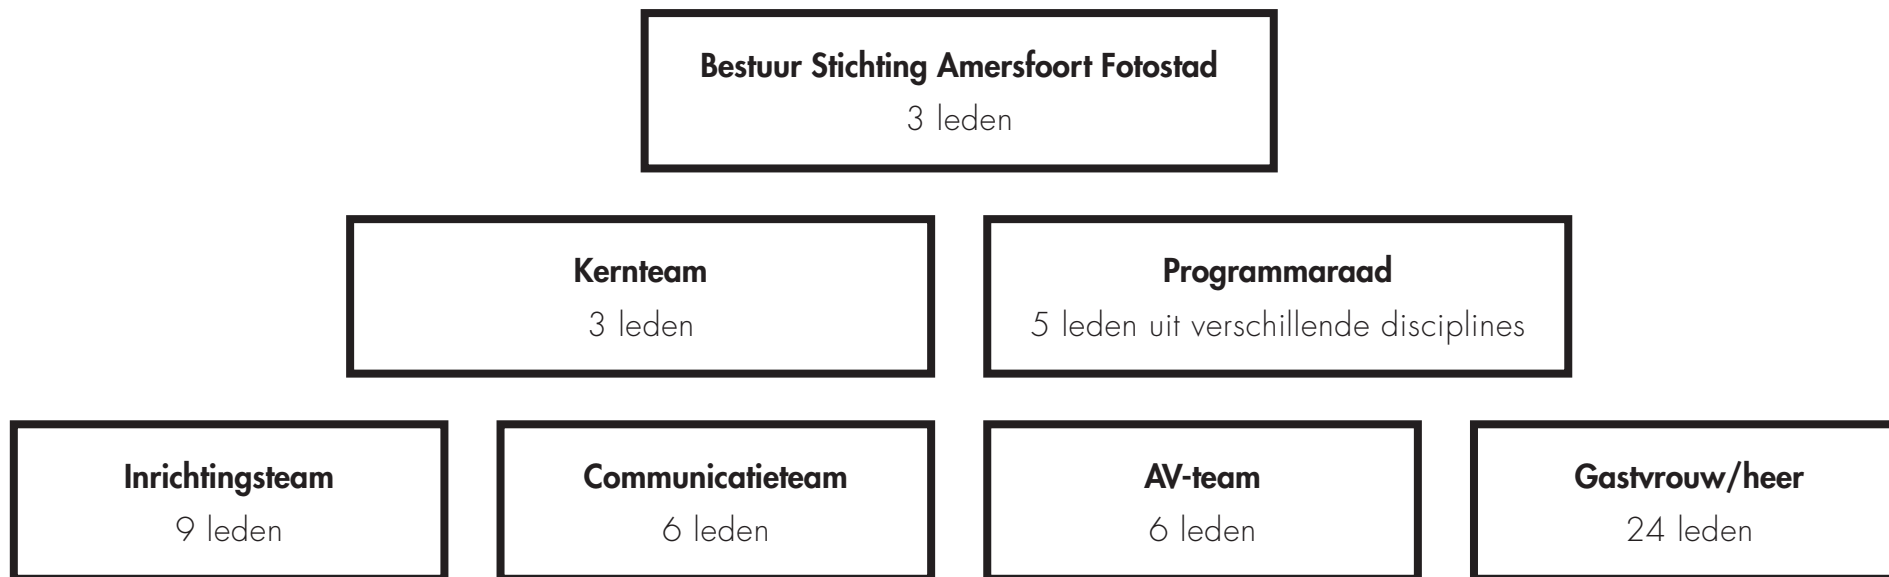 Bestuur Stichting Amersfoort Fotostad
3 leden
Kernteam
3 leden
Programmaraad
5 leden uit verschillende disciplines
Inrichtingsteam
9 leden
Communicatieteam
6 leden
AV-team
6 leden
Gastvrouw/heer
24 leden